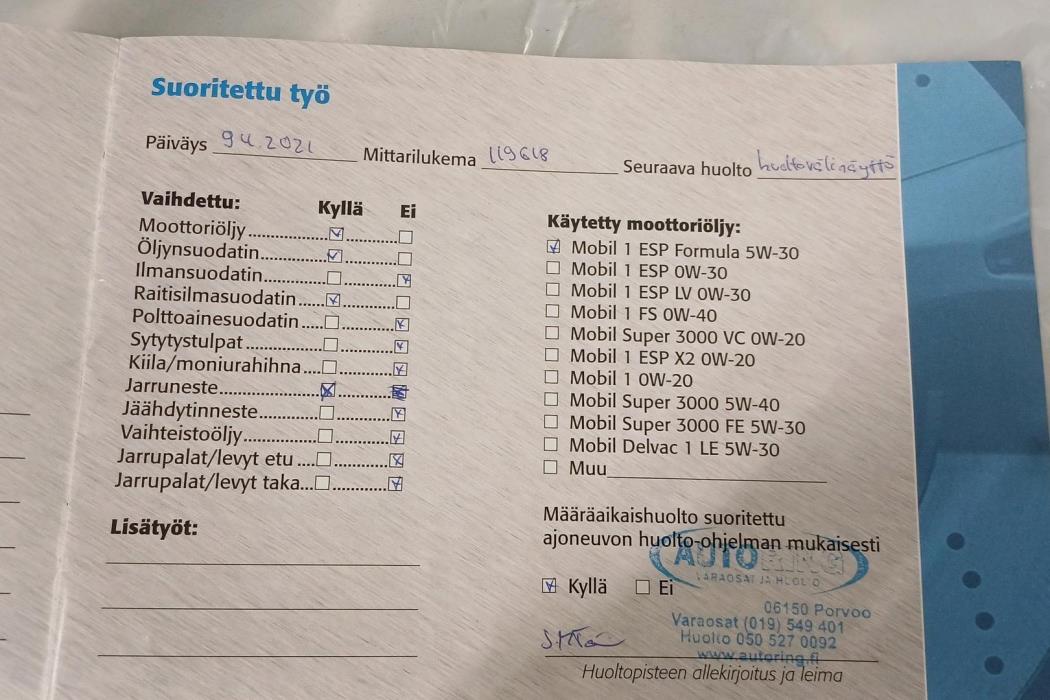 Suoritettu työ
Päiväys 9.4.2021 Mittarilukema 119618 Seuraava huolto huoltovälinäyttö
Vaihdettu: Kyllä Ei
Moottoriöljy
Öljynsuodatin
Ilmansuodatin
Raitisilmasuodatin
Polttoainesuodatin
Sytytystulpat
Kiila/moniurahihna
Jarruneste
Jäähdytinneste
Vaihteistoöljy
Jarrupalat/levyt etu
Jarrupalat/levyt taka
Lisätyöt:
Käytetty moottoriöljy:
Mobil 1 ESP Formula 5W-30
Mobil 1 ESP 0W-30
Mobil 1 ESP LV 0W-30
Mobil 1 FS 0W-40
Mobil Super 3000 VC 0W-20
Mobil 1 ESP X2 0W-20
Mobil 1 0W-20
Mobil Super 3000 5W-40
Mobil Super 3000 FE 5W-30
Mobil Delvac 1 LE 5W-30
Muu
Määräaikaishuolto suoritettu
ajoneuvon huolto-ohjelman mukaisesti
AUTORING
VARAOSAT JA HUOLTO
Kyllä Ei
06150 Porvoo
Varaosat (019) 549 401
Huolto 050 527 0092
www.autoring.fi
Huoltopisteen allekirjoitus ja leima